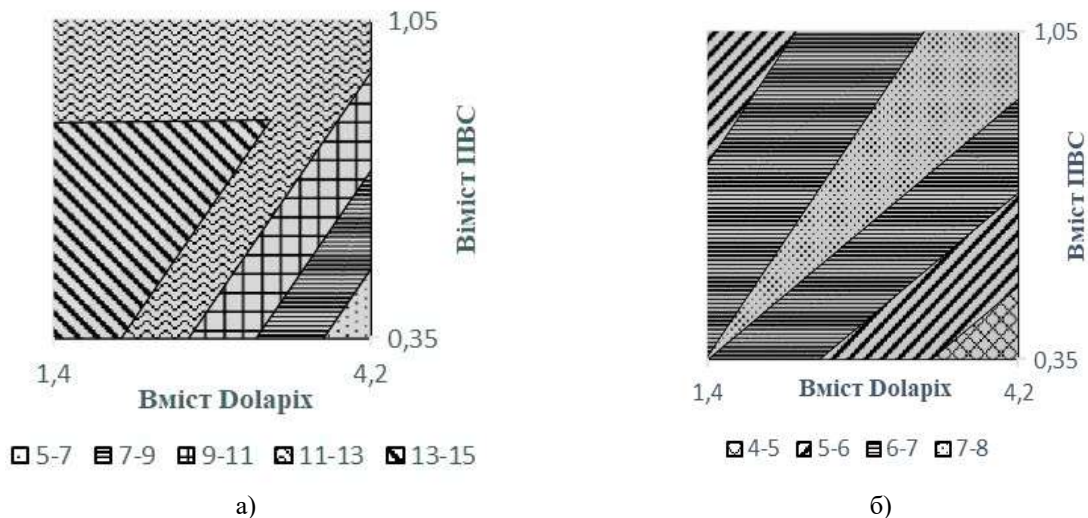 1,05
Віміст ПВС
0,35
1,4
4,2
Вміст Dolapix
5-7 7-9 9-11 11-13 13-15
а)
1,05
Вміст ПВС
0,35
1,4
4,2
Вміст Dolapix
4-5 5-6 6-7 7-8
б)